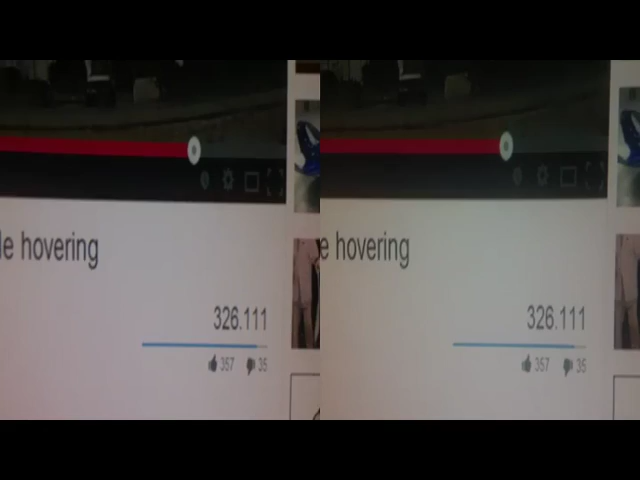 le hovering
326.111
357 35
e hovering
326.111
357 35